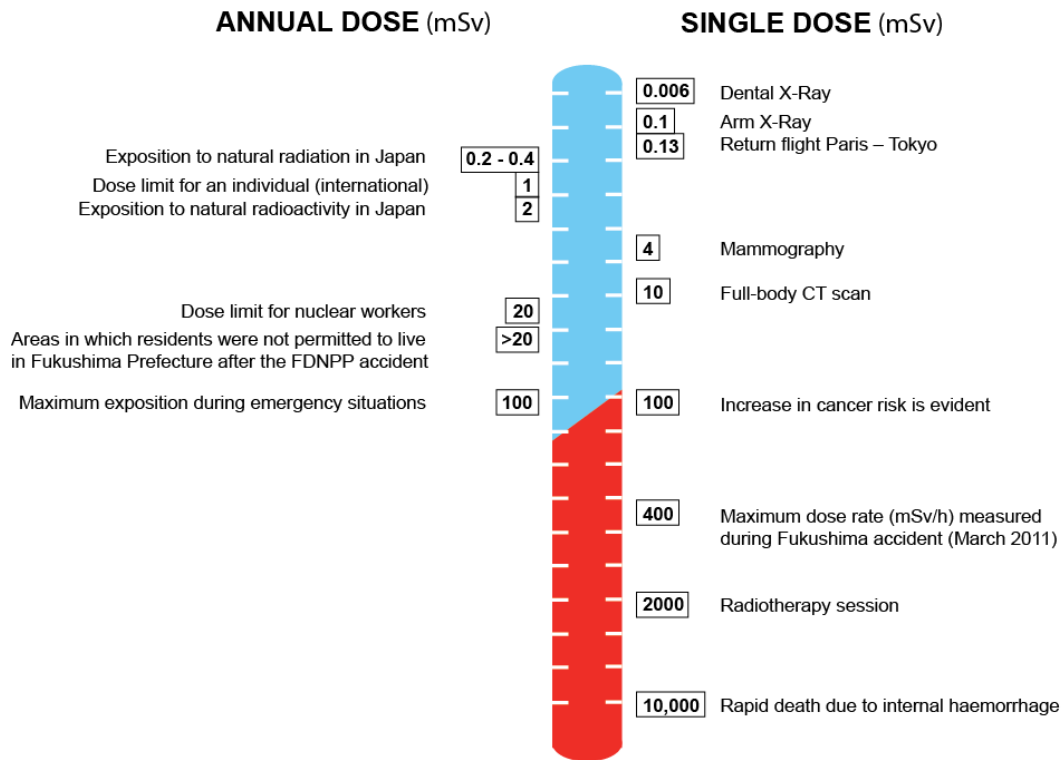 ANNUAL DOSE (mSv)
SINGLE DOSE (mSv)
0.006 Dental X-Ray
0.1 Arm X-Ray
0.13 Return flight Paris – Tokyo
Exposition to natural radiation in Japan 0.2 - 0.4
Dose limit for an individual (international) 1
Exposition to natural radioactivity in Japan 2
4 Mammography
10 Full-body CT scan
Dose limit for nuclear workers 20
Areas in which residents were not permitted to live >20
in Fukushima Prefecture after the FDNPP accident
Maximum exposition during emergency situations 100
100 Increase in cancer risk is evident
400 Maximum dose rate (mSv/h) measured
during Fukushima accident (March 2011)
2000 Radiotherapy session
10,000 Rapid death due to internal haemorrhage